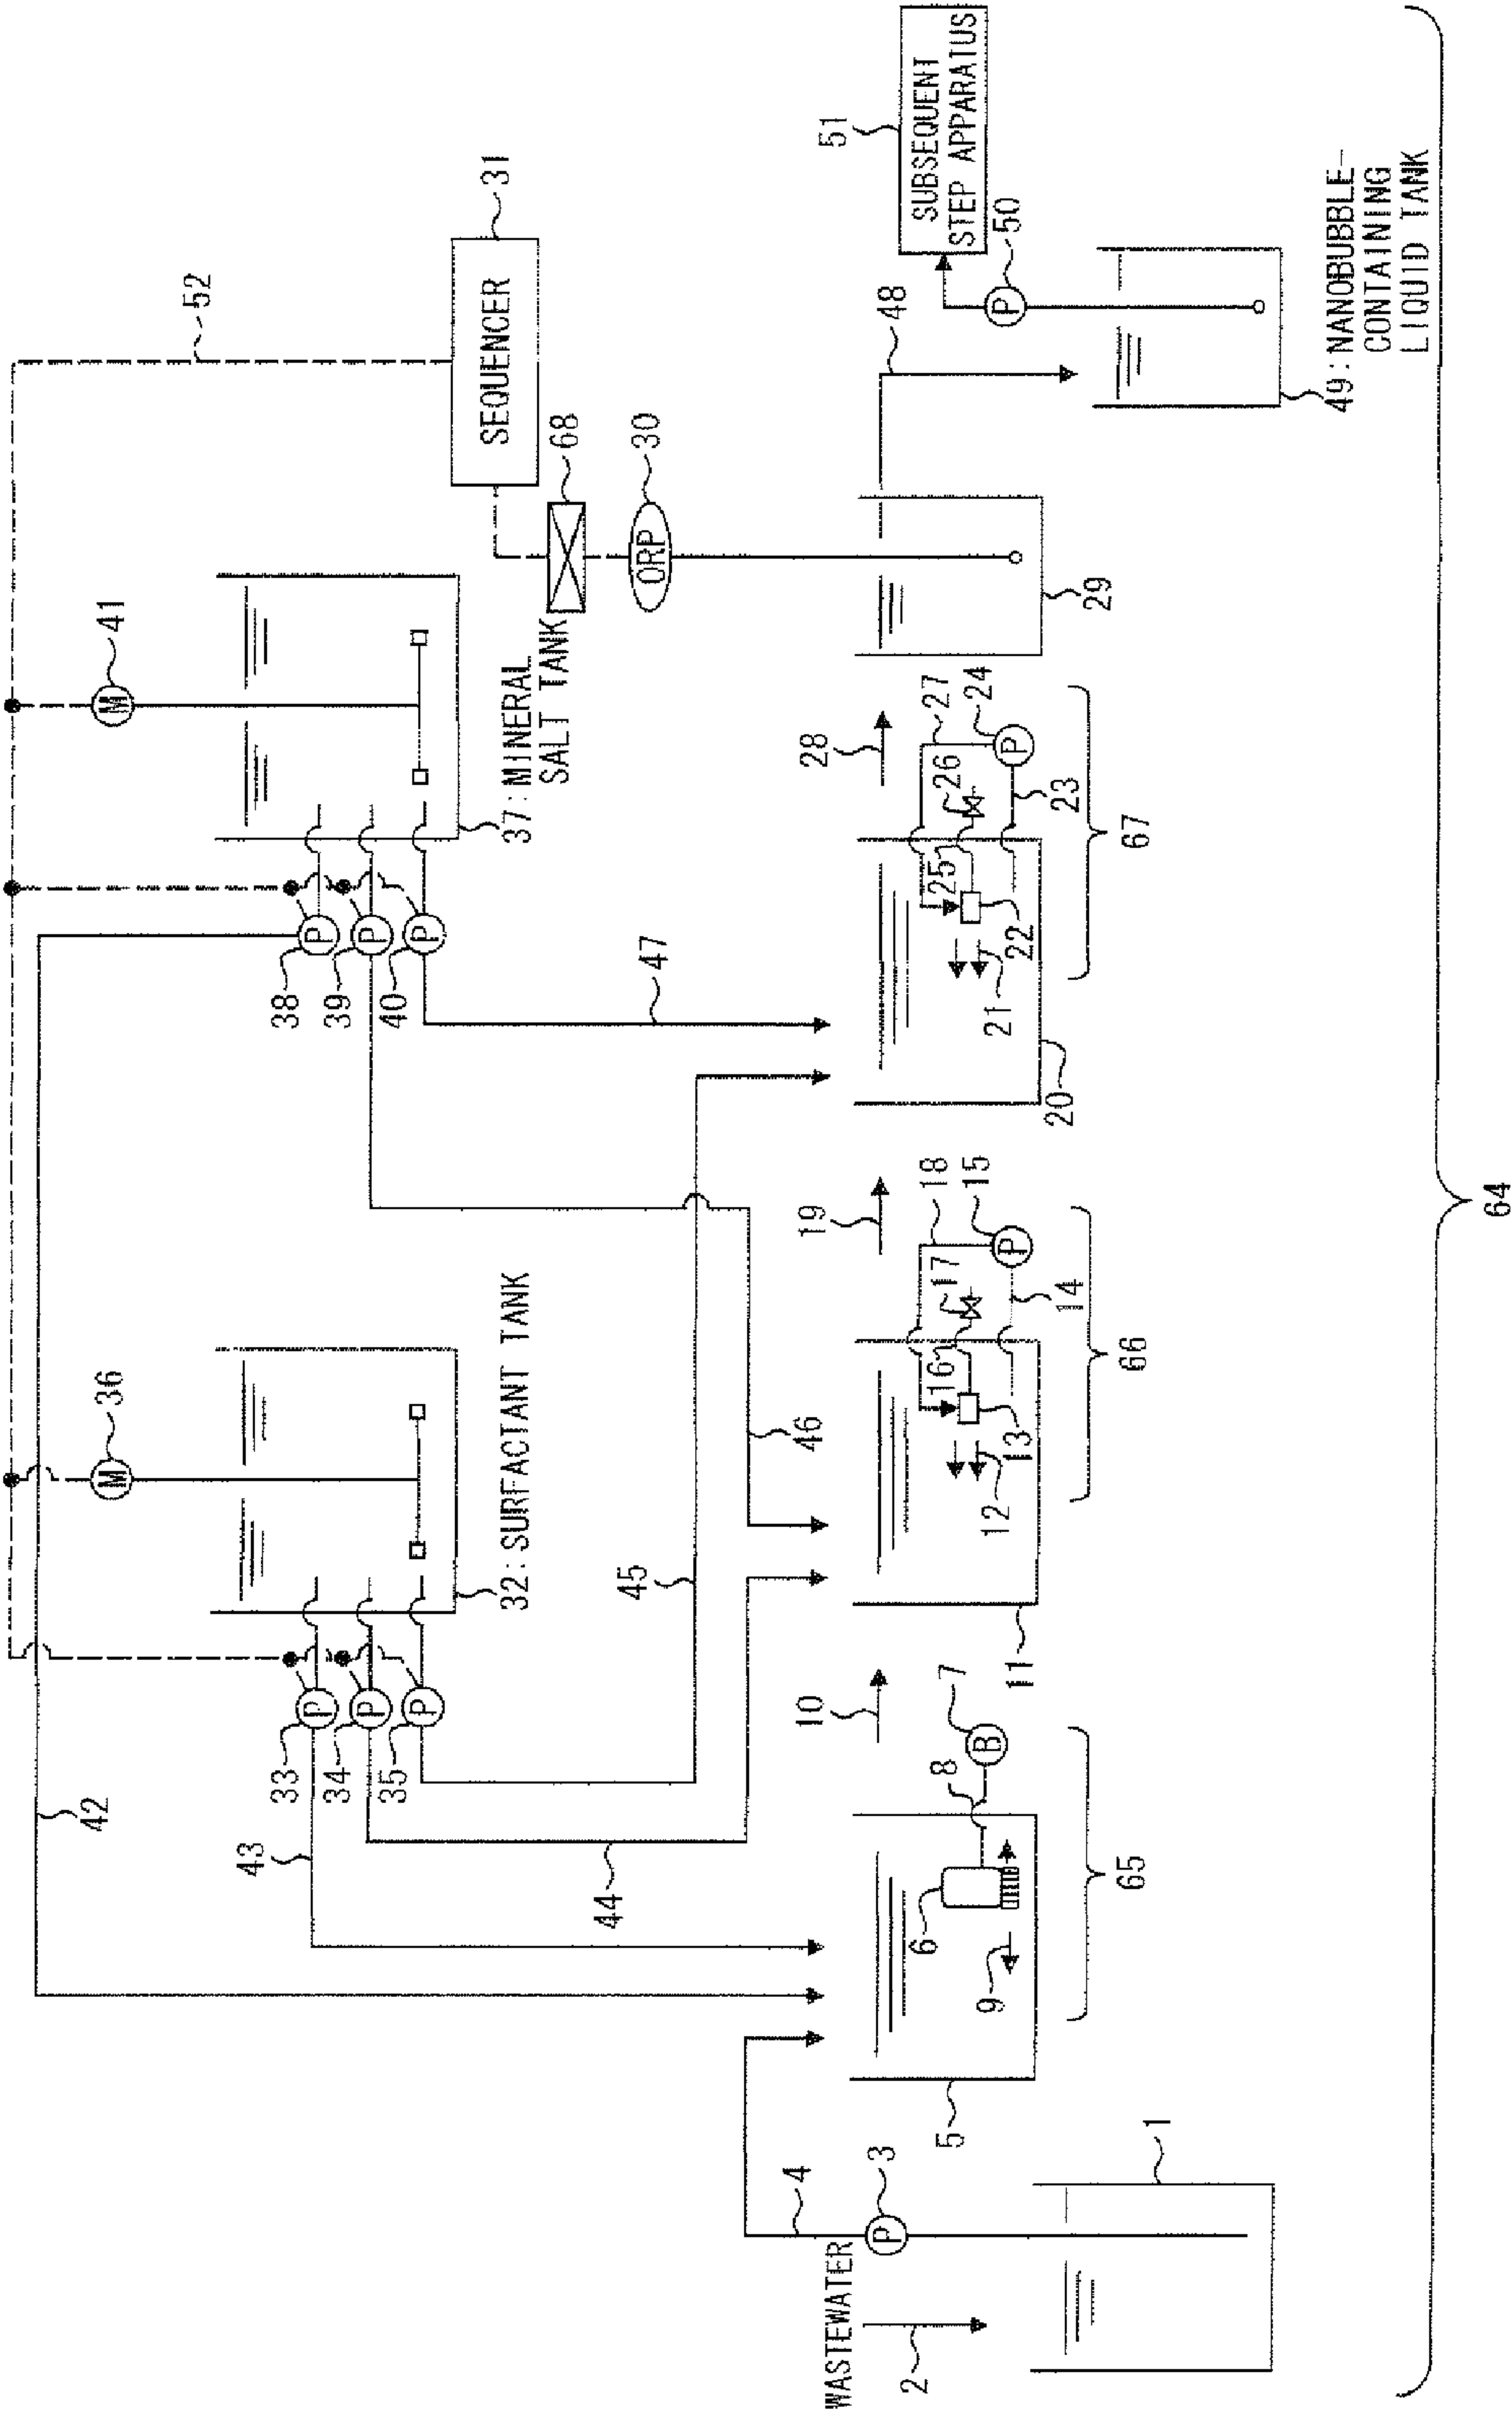 52
41
36
42
31
SEQUENCER
M
M
38
39
40
P
P
P
33
34
35
P
P
P
68
30
ORP
37: MINERAL
SALT TANK
32: SURFACTANT TANK
43
44
45
46
47
51
SUBSEQUENT
STEP APPARATUS
50
P
48
49: NANOBUBBLE-
CONTAINING
LIQUID TANK
29
28
27
24
26
25
P
23
22
21
20
67
19
18
15
17
16
P
14
13
12
11
66
10
7
8
B
6
9
5
65
4
3
P
WASTEWATER
2
1
64